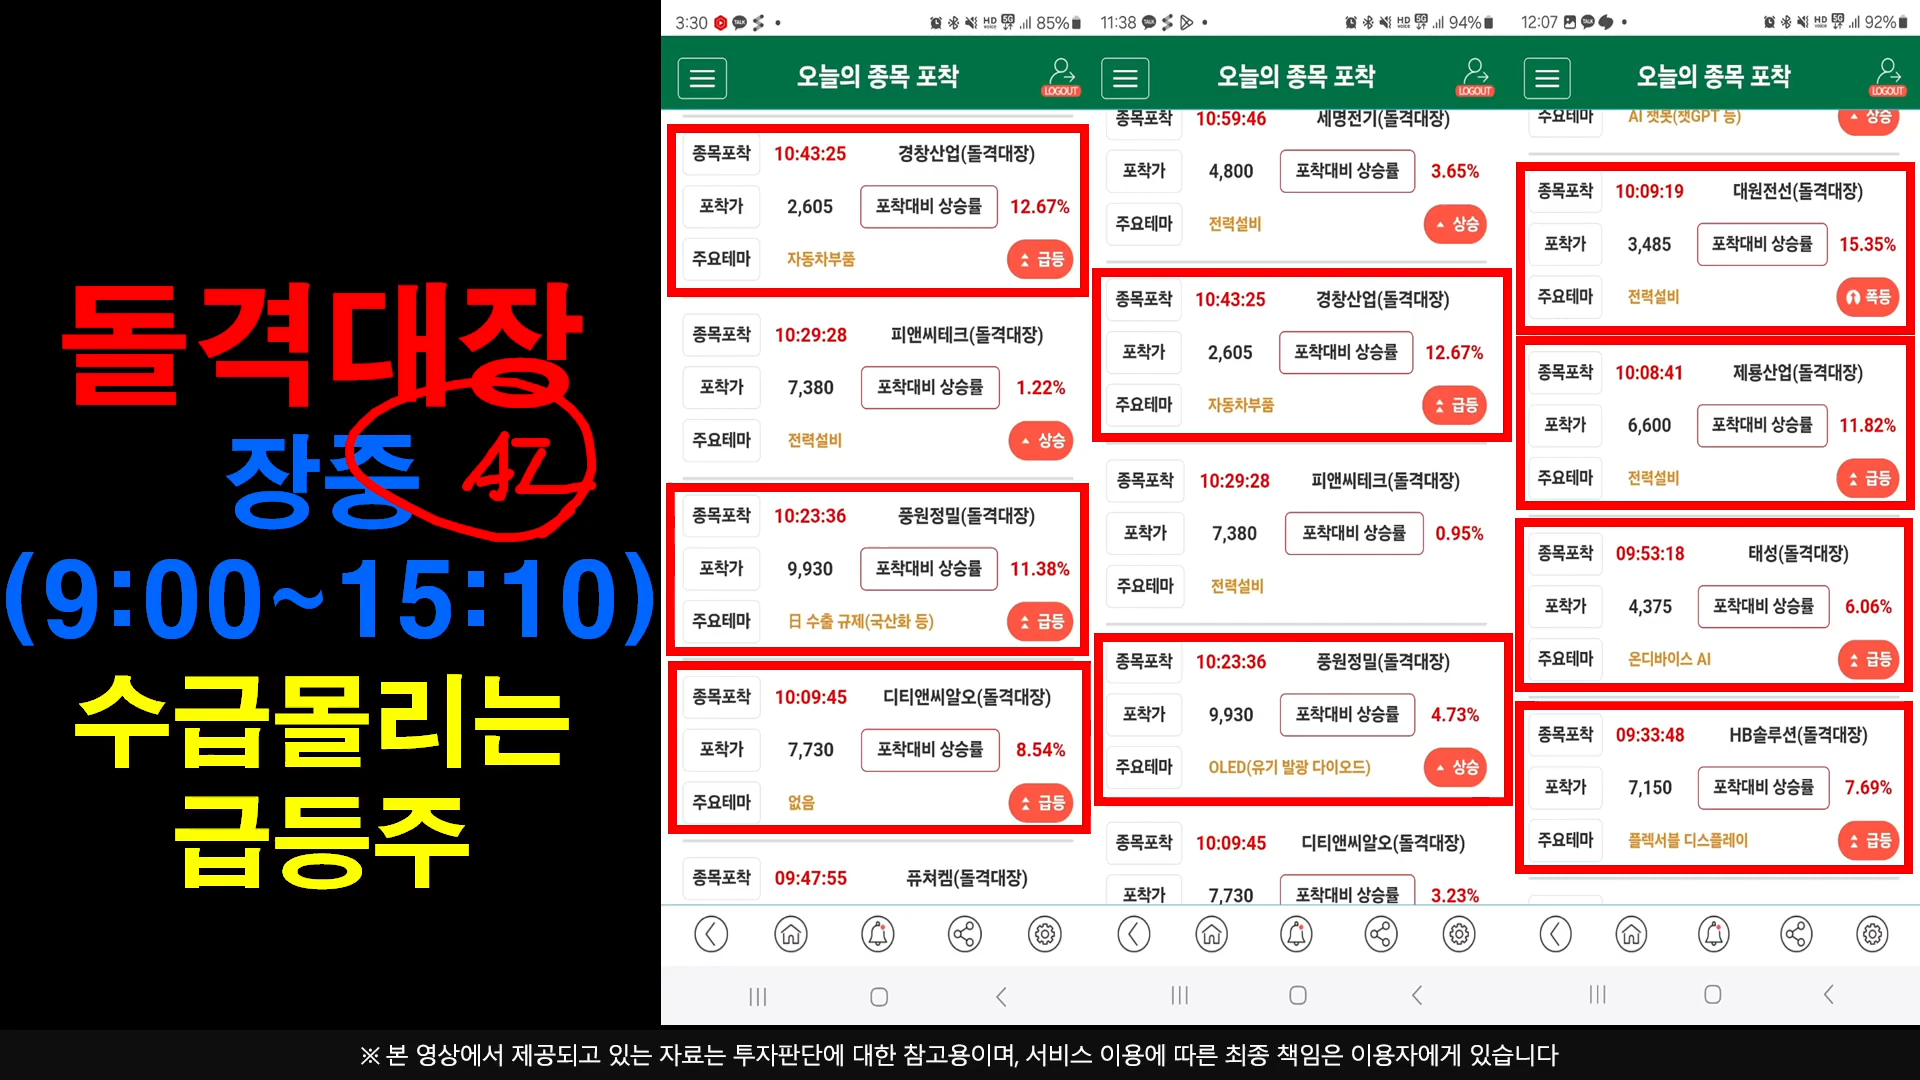 돌격대장
장중 AI
(9:00~15:10)
수급몰리는
급등주
3:30 85%
오늘의 종목 포착
LOGOUT
종목포착 10:43:25 경창산업(돌격대장)
포착가 2,605 포착대비 상승률 12.67%
주요테마 자동차부품 급등
종목포착 10:29:28 피앤씨테크(돌격대장)
포착가 7,380 포착대비 상승률 1.22%
주요테마 전력설비 상승
종목포착 10:23:36 풍원정밀(돌격대장)
포착가 9,930 포착대비 상승률 11.38%
주요테마 日 수출 규제(국산화 등) 급등
종목포착 10:09:45 디티앤씨알오(돌격대장)
포착가 7,730 포착대비 상승률 8.54%
주요테마 없음 급등
종목포착 09:47:55 퓨쳐켐(돌격대장)
11:38 94%
오늘의 종목 포착
LOGOUT
종목포착 10:59:46 세명전기(돌격대장)
포착가 4,800 포착대비 상승률 3.65%
주요테마 전력설비 상승
종목포착 10:43:25 경창산업(돌격대장)
포착가 2,605 포착대비 상승률 12.67%
주요테마 자동차부품 급등
종목포착 10:29:28 피앤씨테크(돌격대장)
포착가 7,380 포착대비 상승률 0.95%
주요테마 전력설비
종목포착 10:23:36 풍원정밀(돌격대장)
포착가 9,930 포착대비 상승률 4.73%
주요테마 OLED(유기 발광 다이오드) 상승
종목포착 10:09:45 디티앤씨알오(돌격대장)
포착가 7,730 포착대비 상승률 3.23%
12:07 92%
오늘의 종목 포착
LOGOUT
주요테마 AI 챗봇(챗GPT 등) 상승
종목포착 10:09:19 대원전선(돌격대장)
포착가 3,485 포착대비 상승률 15.35%
주요테마 전력설비 폭등
종목포착 10:08:41 제룡산업(돌격대장)
포착가 6,600 포착대비 상승률 11.82%
주요테마 전력설비 급등
종목포착 09:53:18 태성(돌격대장)
포착가 4,375 포착대비 상승률 6.06%
주요테마 온디바이스 AI 급등
종목포착 09:33:48 HB솔루션(돌격대장)
포착가 7,150 포착대비 상승률 7.69%
주요테마 플렉서블 디스플레이 급등
※ 본 영상에서 제공되고 있는 자료는 투자판단에 대한 참고용이며, 서비스 이용에 따른 최종 책임은 이용자에게 있습니다